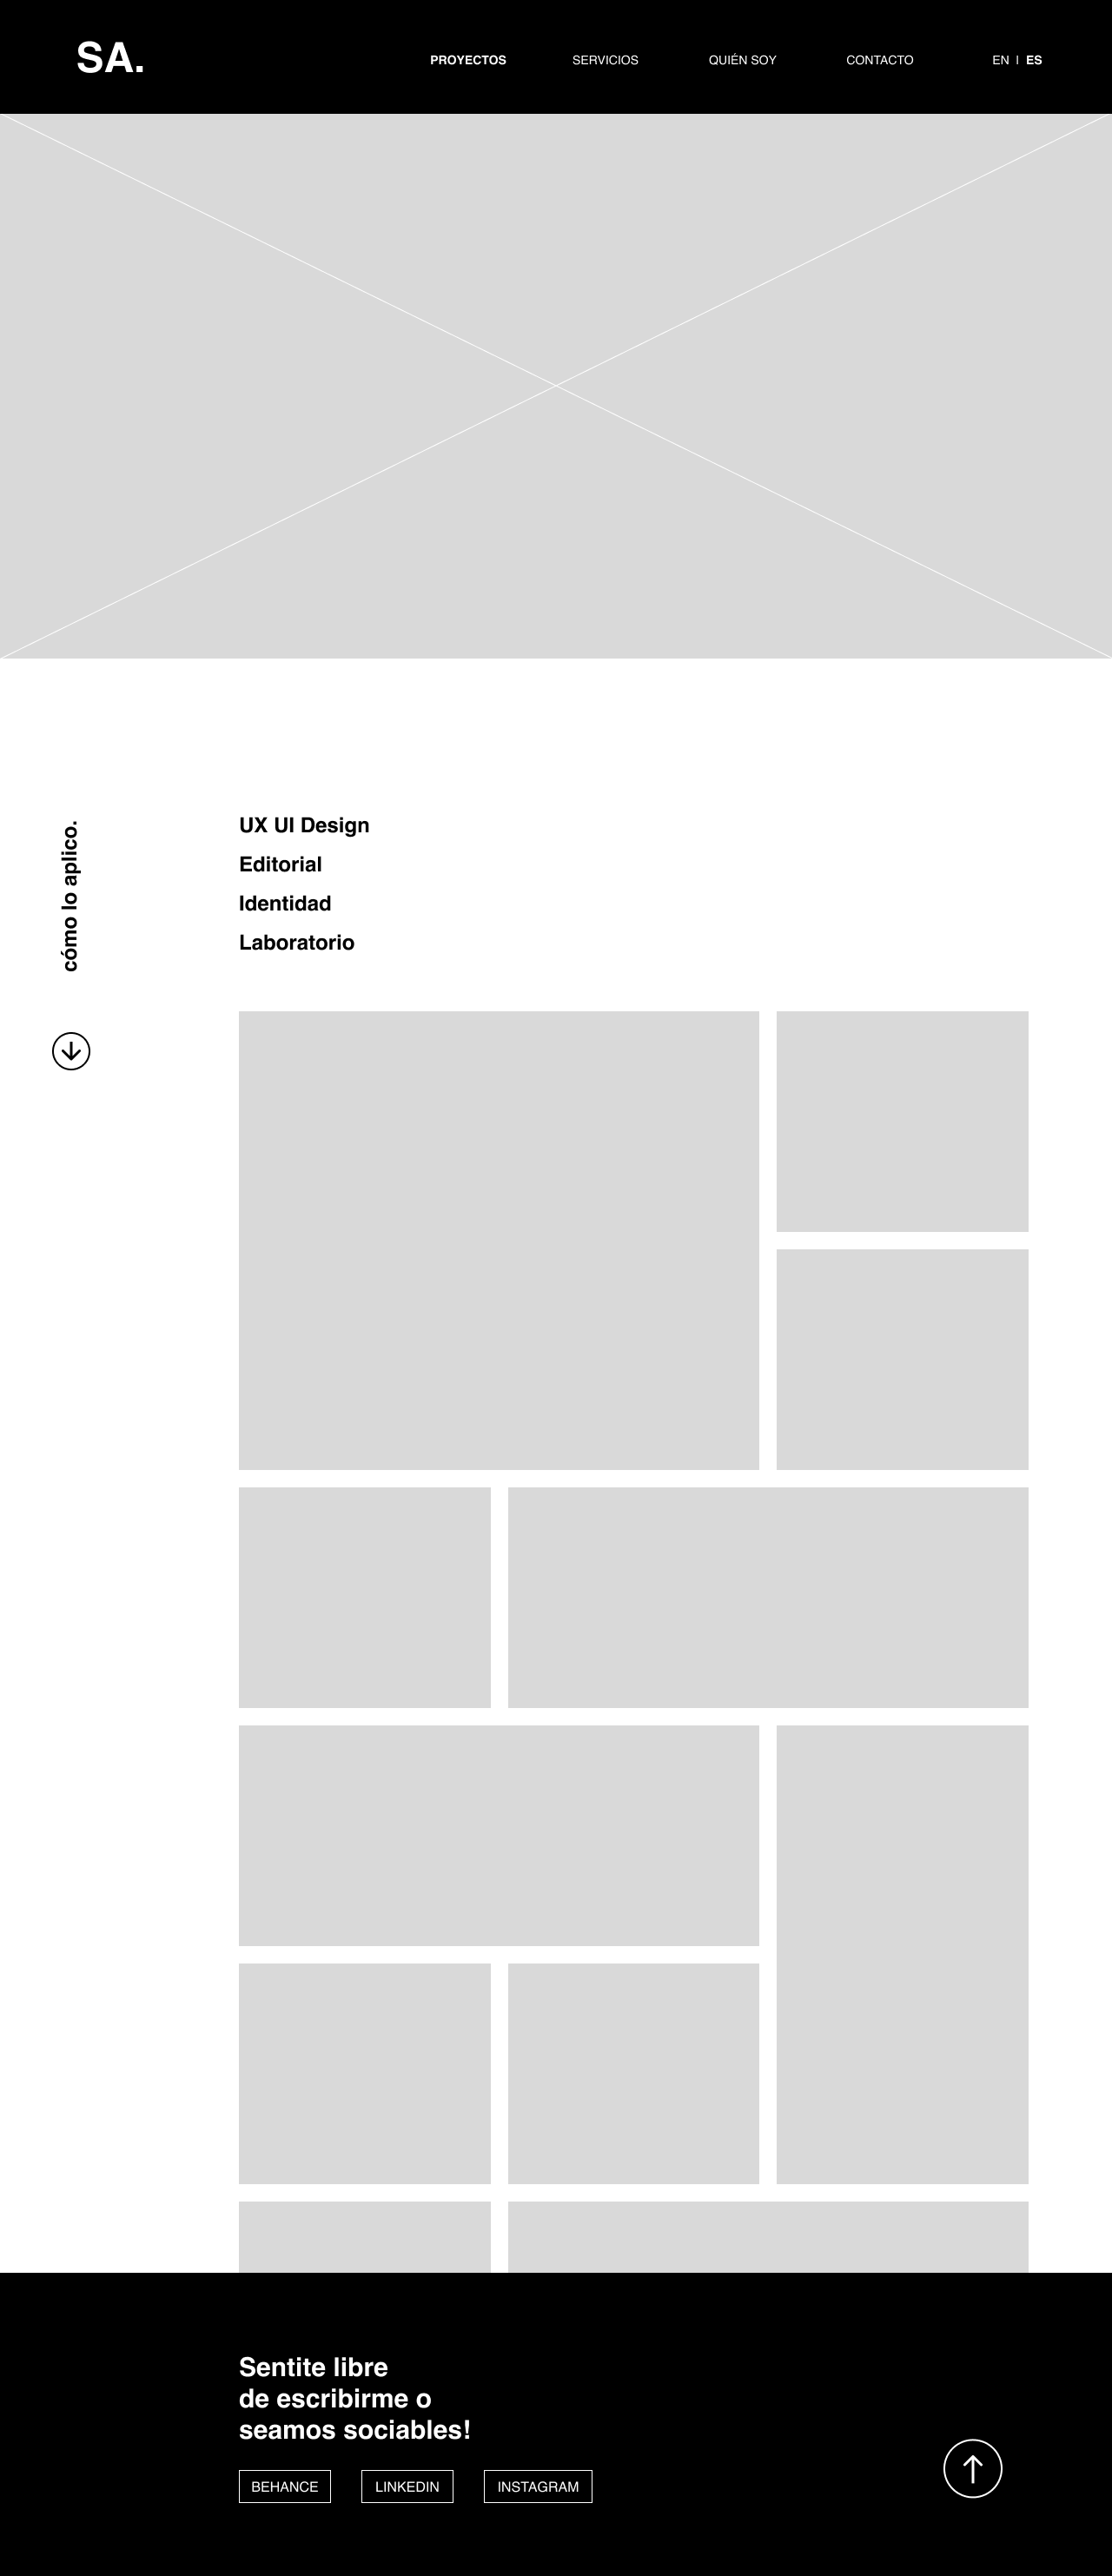 SA.
PROYECTOS
SERVICIOS
QUIÉN SOY
CONTACTO
EN | ES
cómo lo aplico.
UX UI Design
Editorial
Identidad
Laboratorio
Sentite libre
de escribirme o
seamos sociables!
BEHANCE
LINKEDIN
INSTAGRAM